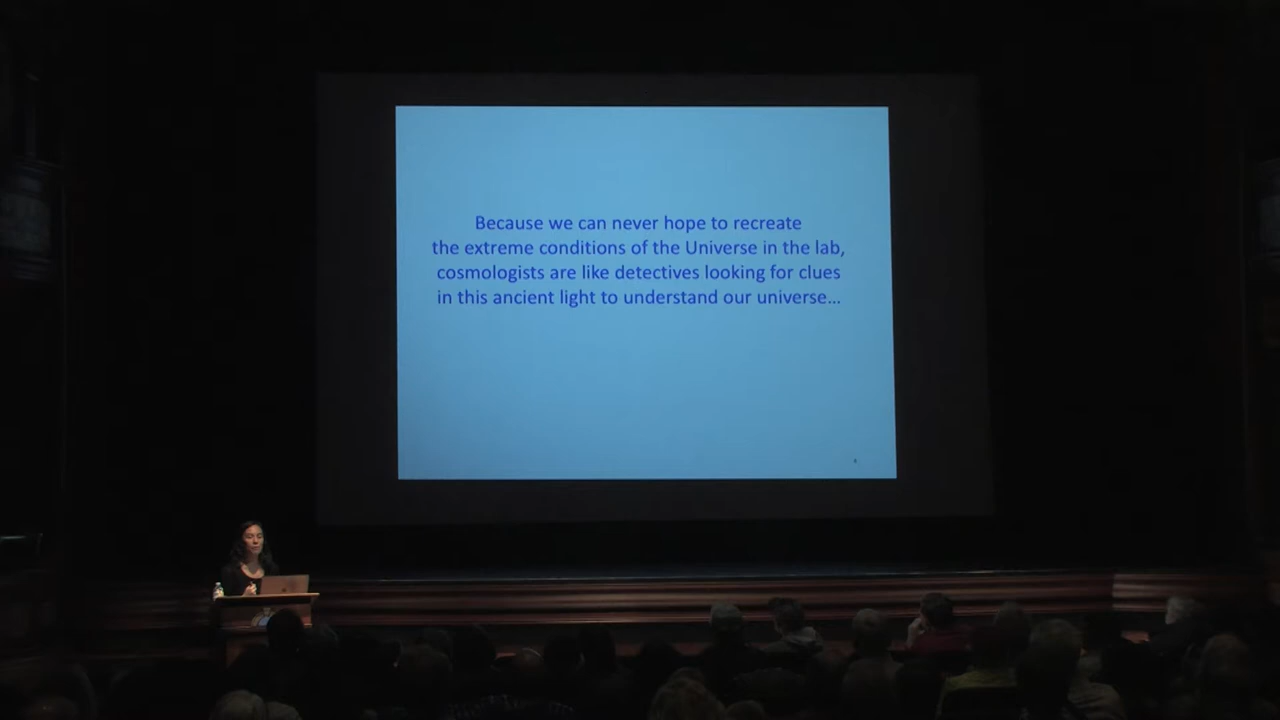 Because we can never hope to recreate
the extreme conditions of the Universe in the lab,
cosmologists are like detectives looking for clues
in this ancient light to understand our universe…